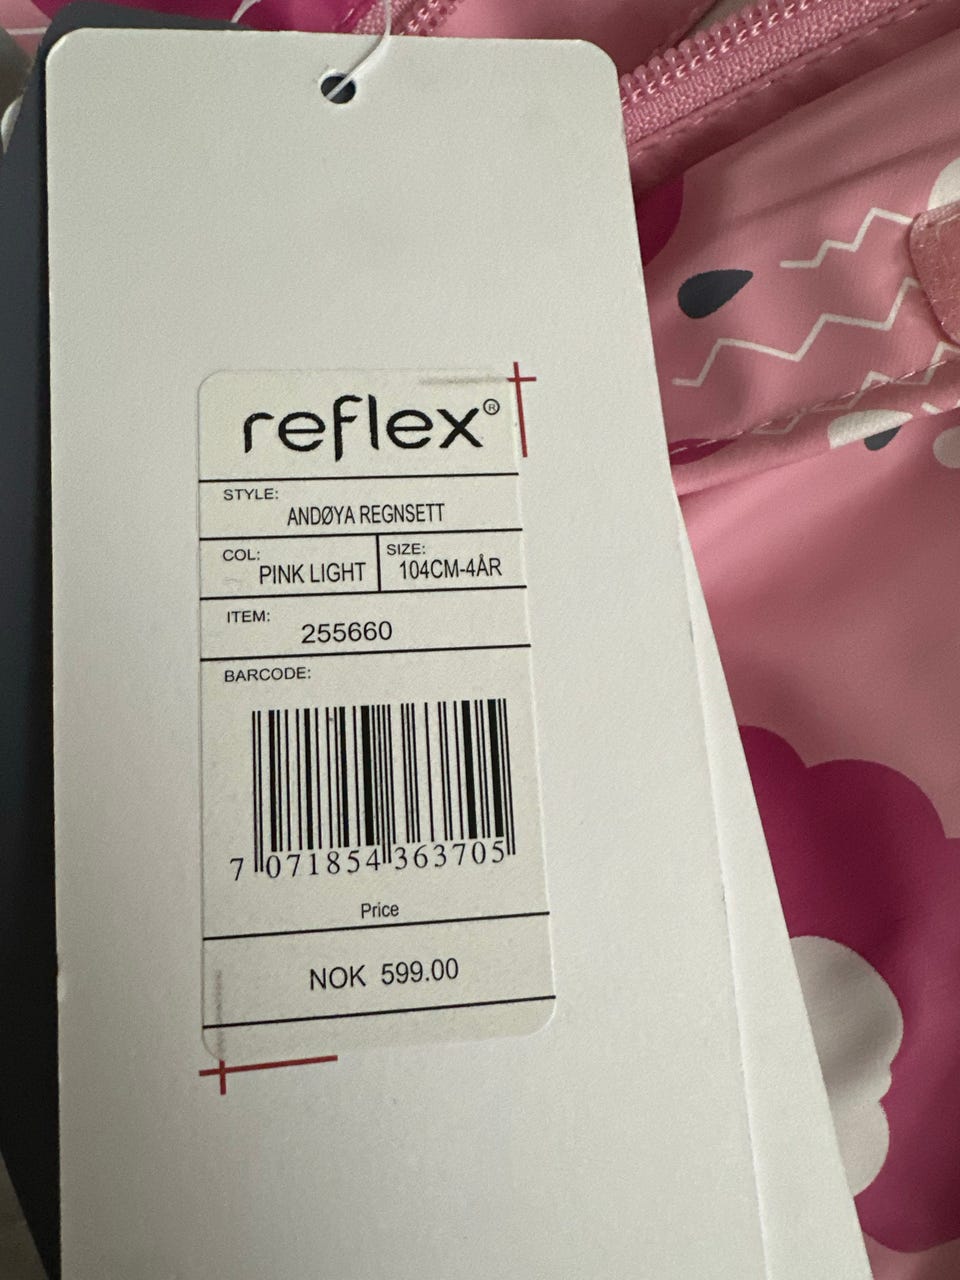 reflex®
STYLE:
ANDØYA REGNSETT
COL: PINK LIGHT
SIZE: 104CM-4ÅR
ITEM: 255660
BARCODE:
7 071854 363705
Price
NOK 599.00